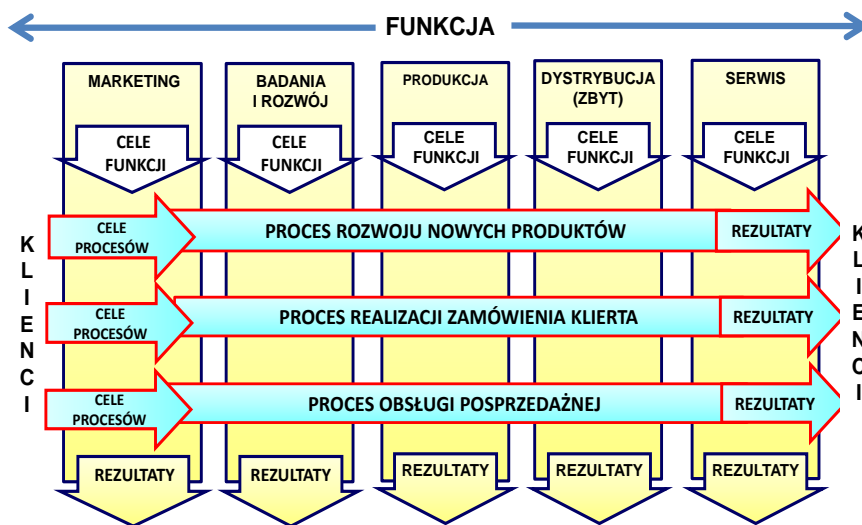 FUNKCJA
MARKETING
BADANIA
I ROZWÓJ
PRODUKCJA
DYSTRYBUCJA
(ZBYT)
SERWIS
CELE
FUNKCJI
CELE
FUNKCJI
CELE
FUNKCJI
CELE
FUNKCJI
CELE
FUNKCJI
KLIENCI
CELE
PROCESÓW
PROCES ROZWOJU NOWYCH PRODUKTÓW
REZULTATY
CELE
PROCESÓW
PROCES REALIZACJI ZAMÓWIENIA KLIERTA
REZULTATY
CELE
PROCESÓW
PROCES OBSŁUGI POSPRZEDAŻNEJ
REZULTATY
KLIENCI
REZULTATY
REZULTATY
REZULTATY
REZULTATY
REZULTATY